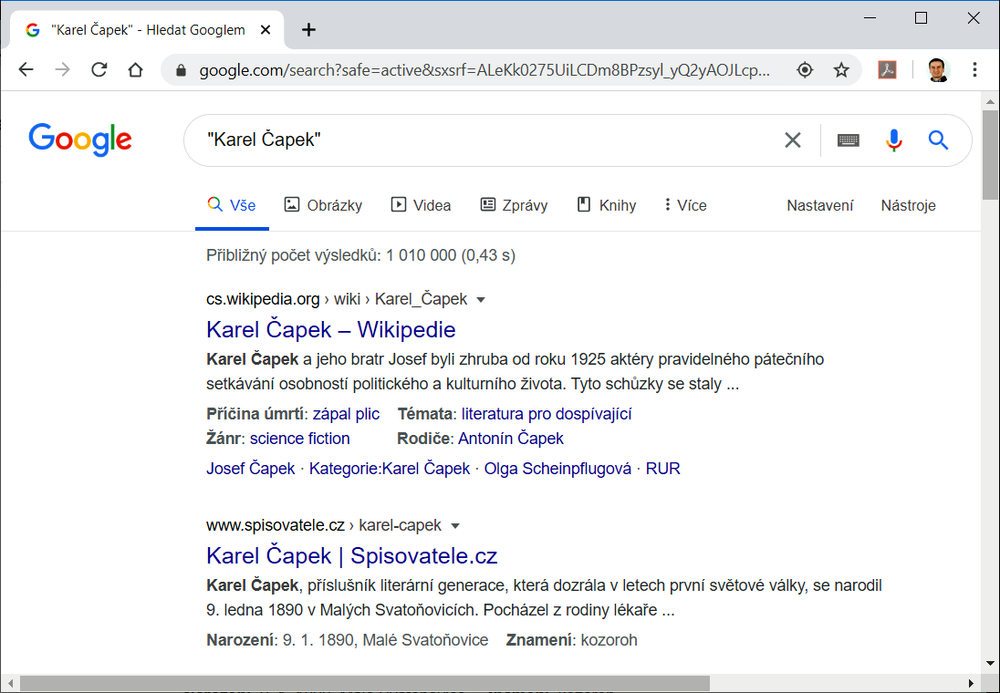 "Karel Čapek" - Hledat Googlem
google.com/search?safe=active&sxsrf=ALeKk0275UiLCDm8BPzsyl_yQ2yAOJLcp...
Google
"Karel Čapek"
Vše Obrázky Videa Zprávy Knihy Více Nastavení Nástroje
Přibližný počet výsledků: 1 010 000 (0,43 s)
cs.wikipedia.org › wiki › Karel_Čapek
Karel Čapek – Wikipedie
Karel Čapek a jeho bratr Josef byli zhruba od roku 1925 aktéry pravidelného pátečního
setkávání osobností politického a kulturního života. Tyto schůzky se staly ...
Příčina úmrtí: zápal plic Témata: literatura pro dospívající
Žánr: science fiction Rodiče: Antonín Čapek
Josef Čapek · Kategorie:Karel Čapek · Olga Scheinpflugová · RUR
www.spisovatele.cz › karel-capek
Karel Čapek | Spisovatele.cz
Karel Čapek, příslušník literární generace, která dozrála v letech první světové války, se narodil
9. ledna 1890 v Malých Svatoňovicích. Pocházel z rodiny lékaře ...
Narození: 9. 1. 1890, Malé Svatoňovice Znamení: kozoroh